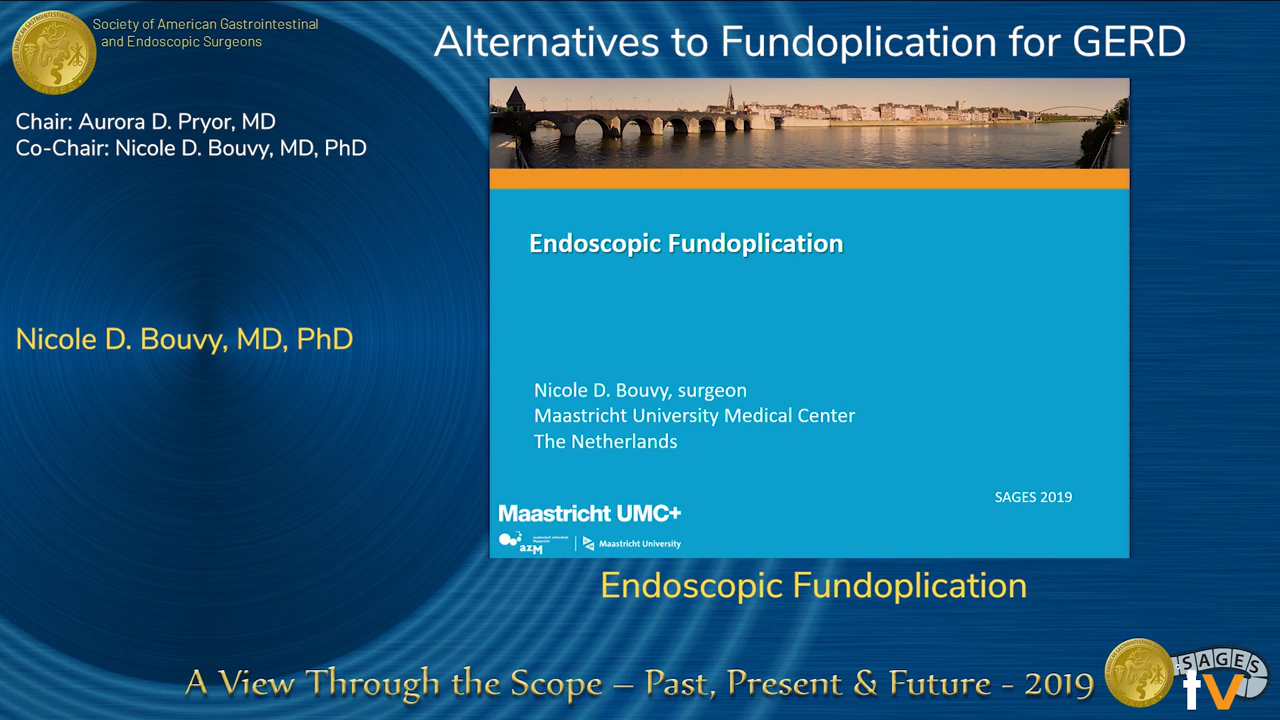 Society of American Gastrointestinal
and Endoscopic Surgeons
Alternatives to Fundoplication for GERD
Chair: Aurora D. Pryor, MD
Co-Chair: Nicole D. Bouvy, MD, PhD
Nicole D. Bouvy, MD, PhD
Endoscopic Fundoplication
Nicole D. Bouvy, surgeon
Maastricht University Medical Center
The Netherlands
SAGES 2019
Maastricht UMC+
azM
Maastricht University
Endoscopic Fundoplication
A View Through the Scope – Past, Present & Future - 2019
SAGES
tv